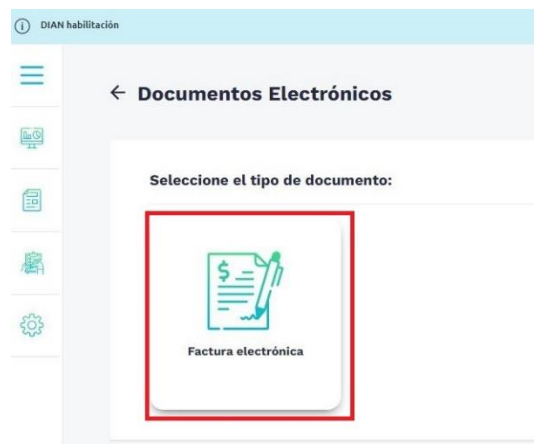 DIAN habilitación
Documentos Electrónicos
Seleccione el tipo de documento:
Factura electrónica